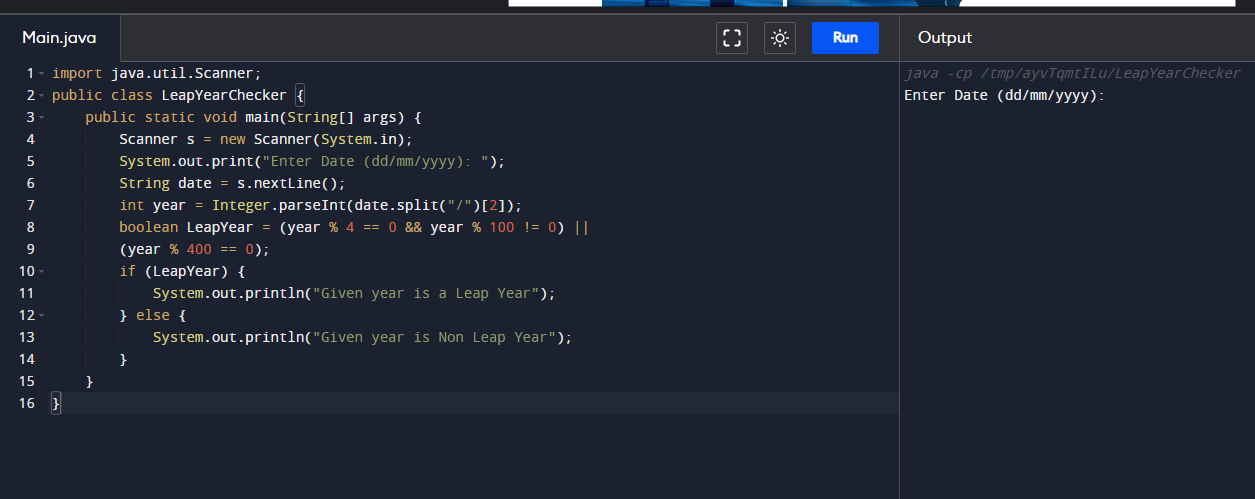 Main.java
Run
Output
1 import java.util.Scanner;
2 public class LeapYearChecker {
3     public static void main(String[] args) {
4         Scanner s = new Scanner(System.in);
5         System.out.print("Enter Date (dd/mm/yyyy): ");
6         String date = s.nextLine();
7         int year = Integer.parseInt(date.split("/")[2]);
8         boolean LeapYear = (year % 4 == 0 && year % 100 != 0) ||
9         (year % 400 == 0);
10         if (LeapYear) {
11             System.out.println("Given year is a Leap Year");
12         } else {
13             System.out.println("Given year is Non Leap Year");
14         }
15     }
16 }
java -cp /tmp/ayvTqmtILu/LeapYearChecker
Enter Date (dd/mm/yyyy):